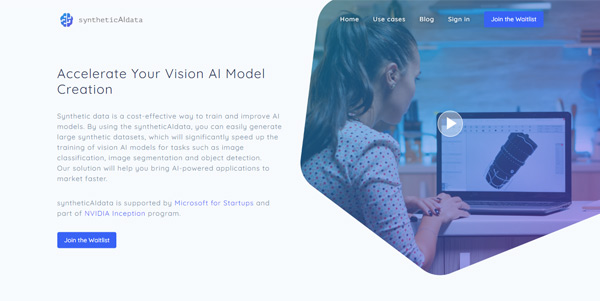 syntheticAIdata
Home Use cases Blog Sign in Join the Waitlist
Accelerate Your Vision AI Model
Creation
Synthetic data is a cost-effective way to train and improve AI
models. By using the syntheticAIdata, you can easily generate
large synthetic datasets, which will significantly speed up the
training of vision AI models for tasks such as image
classification, image segmentation and object detection.
Our solution will help you bring AI-powered applications to
market faster.
syntheticAIdata is supported by Microsoft for Startups and
part of NVIDIA Inception program.
Join the Waitlist